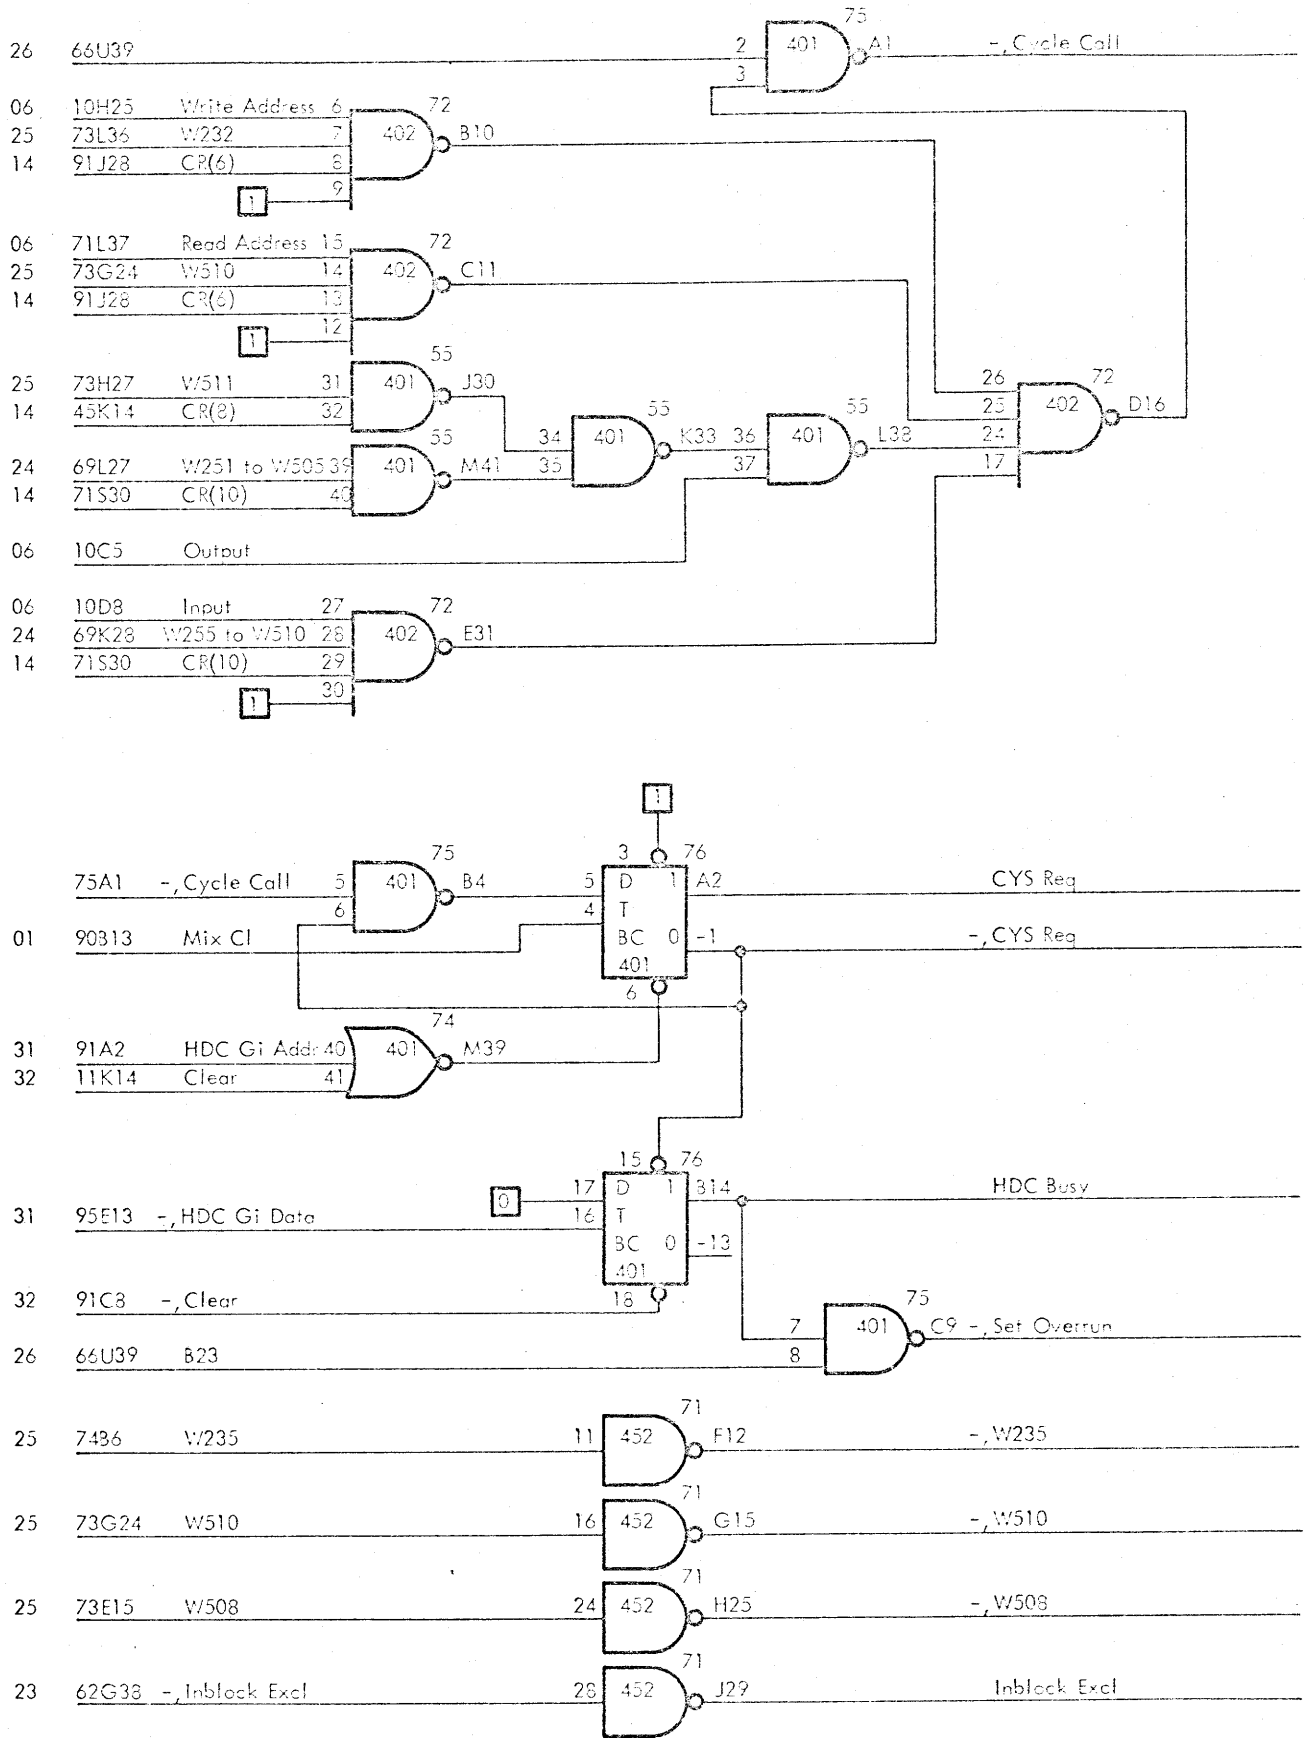 75
26 66U39 2 401 A1 -,Cycle Call
3
06 10H25 Write Address 6 72
25 73L36 W232 7 402 B10
14 91J28 CR(6) 8
1 9
06 71L37 Read Address 15 72
25 73G24 W510 14 402 C11
14 91J28 CR(6) 13
1 12
55
25 73H27 W511 31 401 J30 26 72
14 45K14 CR(8) 32 55 55 25 402 D16
55 34 401 K33 36 401 L38 24
24 69L27 W251 to W505 39 401 M41 35 37 17
14 71S30 CR(10) 40
06 10C5 Output
06 10D8 Input 27 72
24 69K28 W255 to W510 28 402 E31
14 71S30 CR(10) 29
1 30
1
75 3 76
75A1 -,Cycle Call 5 401 B4 5 D 1 A2 CYS Req
6 4 T
01 90B13 Mix Cl BC 0 -1 -,CYS Req
401
6
74
31 91A2 HDC Gi Addr 40 401 M39
32 11K14 Clear 41
15 76
0 17 D 1 B14 HDC Busy
31 95E13 -,HDC Gi Data 16 T
BC 0 -13
401
32 91C8 -,Clear 18
75
7 401 C9 -,Set Overrun
26 66U39 B23 8
71
25 74B6 W235 11 452 F12 -,W235
71
25 73G24 W510 16 452 G15 -,W510
71
25 73E15 W508 24 452 H25 -,W508
71
23 62G38 -,Inblock Excl 28 452 J29 Inblock Excl